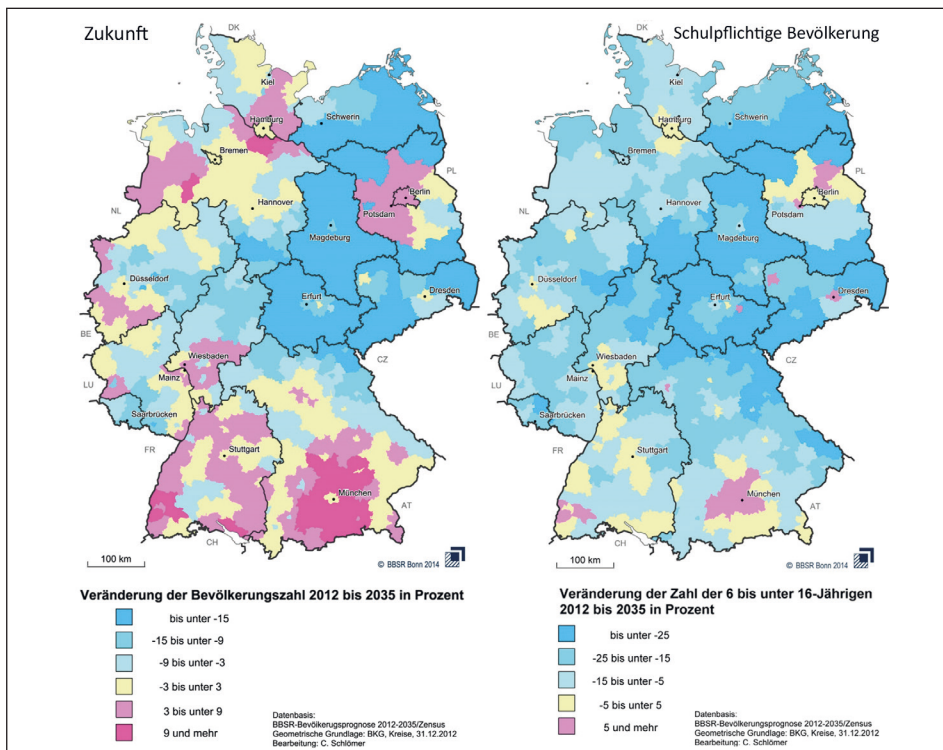 Zukunft
DK
Kiel
Hamburg
Schwerin
Bremen
PL
Berlin
Hannover
Potsdam
NL
Magdeburg
Düsseldorf
Erfurt
Dresden
BE
Wiesbaden
CZ
LU
Mainz
Saarbrücken
FR
Stuttgart
München
AT
CH
100 km
© BBSR Bonn 2014
Veränderung der Bevölkerungszahl 2012 bis 2035 in Prozent
bis unter -15
-15 bis unter -9
-9 bis unter -3
-3 bis unter 3
3 bis unter 9
9 und mehr
Datenbasis:
BBSR-Bevölkerugsprognose 2012-2035/Zensus
Geometrische Grundlage: BKG, Kreise, 31.12.2012
Bearbeitung: C. Schlömer
Schulpflichtige Bevölkerung
DK
Kiel
Hamburg
Schwerin
Bremen
PL
Berlin
Hannover
Potsdam
NL
Magdeburg
Düsseldorf
Erfurt
Dresden
BE
Wiesbaden
CZ
LU
Mainz
Saarbrücken
FR
Stuttgart
München
AT
CH
100 km
© BBSR Bonn 2014
Veränderung der Zahl der 6 bis unter 16-Jährigen
2012 bis 2035 in Prozent
bis unter -25
-25 bis unter -15
-15 bis unter -5
-5 bis unter 5
5 und mehr
Datenbasis:
BBSR-Bevölkerugsprognose 2012-2035/Zensus
Geometrische Grundlage: BKG, Kreise, 31.12.2012
Bearbeitung: C. Schlömer